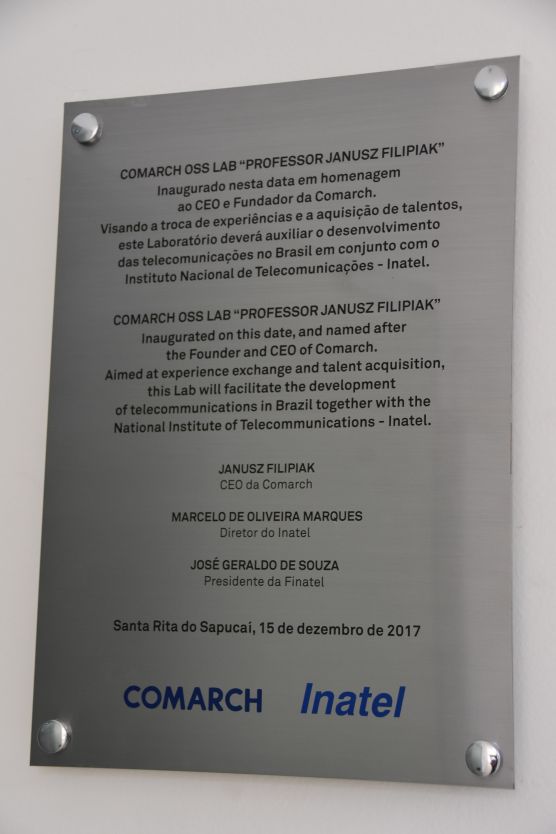 COMARCH OSS LAB “PROFESSOR JANUSZ FILIPIAK”
Inaugurado nesta data em homenagem
ao CEO e Fundador da Comarch.
Visando a troca de experiências e a aquisição de talentos,
este Laboratório deverá auxiliar o desenvolvimento
das telecomunicações no Brasil em conjunto com o
Instituto Nacional de Telecomunicações - Inatel.
COMARCH OSS LAB “PROFESSOR JANUSZ FILIPIAK”
Inaugurated on this date, and named after
the Founder and CEO of Comarch.
Aimed at experience exchange and talent acquisition,
this Lab will facilitate the development
of telecommunications in Brazil together with the
National Institute of Telecommunications - Inatel.
JANUSZ FILIPIAK
CEO da Comarch
MARCELO DE OLIVEIRA MARQUES
Diretor do Inatel
JOSÉ GERALDO DE SOUZA
Presidente da Finatel
Santa Rita do Sapucaí, 15 de dezembro de 2017
COMARCH Inatel